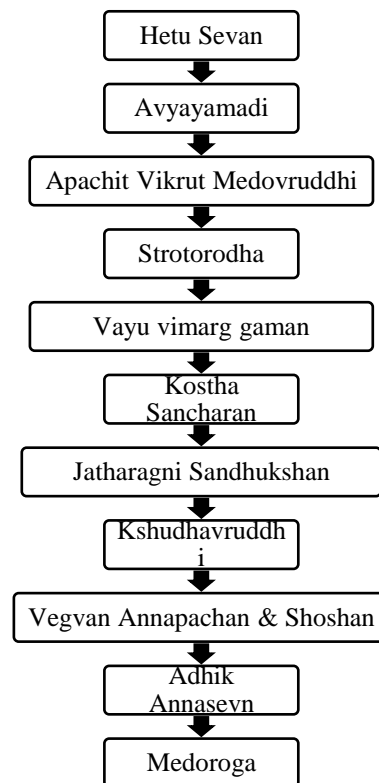 Hetu Sevan
Avyayamadi
Apachit Vikrut Medovruddhi
Strotorodha
Vayu vimarg gaman
Kostha
Sancharan
Jatharagni Sandhukshan
Kshudhavruddh
i
Vegvan Annapachan & Shoshan
Adhik
Annasevn
Medoroga